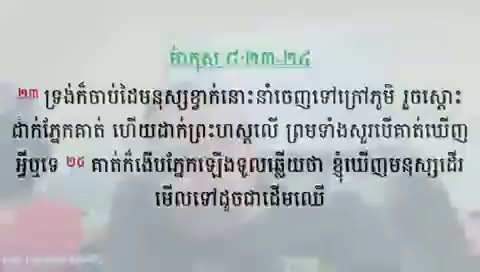 ម៉ាកុស ៨:២៣-២៤
២៣ ទ្រង់ក៏ចាប់ដៃមនុស្សខ្វាក់នោះនាំចេញទៅក្រៅភូមិ រួចស្តោះ
ដាក់ភ្នែកគាត់ ហើយដាក់ព្រះហស្តលើ ព្រមទាំងសួរបើគាត់ឃើញ
អ្វីឬទេ ២៤ គាត់ក៏ងើបភ្នែកឡើងទូលឆ្លើយថា ខ្ញុំឃើញមនុស្សដើរ
មើលទៅដូចជាដើមឈើ